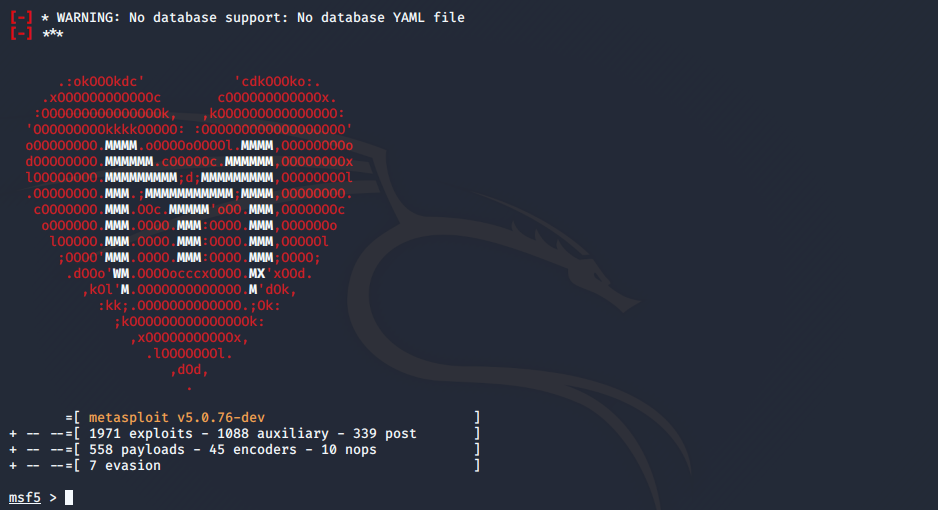 [-] * WARNING: No database support: No database YAML file
[-] ***
.:okOOOkdc'           'cdkOOOko:.
.xOOOOOOOOOOOOc       cOOOOOOOOOOOOx.
:OOOOOOOOOOOOOOOk,   ,kOOOOOOOOOOOOOOO:
'OOOOOOOOOkkkkOOOOO: :OOOOOOOOOOOOOOOOOO'
oOOOOOOOO.MMMM.oOOOOoOOOOl.MMMM,OOOOOOOOo
dOOOOOOOO.MMMMMM.cOOOOOc.MMMMMM,OOOOOOOOx
lOOOOOOOO.MMMMMMMMM;d;MMMMMMMMM,OOOOOOOOl
.OOOOOOOO.MMM.;MMMMMMMMMMM;MMMM,OOOOOOOO.
cOOOOOOO.MMM.OOc.MMMMM'oOO.MMM,OOOOOOOc
oOOOOOO.MMM.OOOO.MMM:OOOO.MMM,OOOOOOo
lOOOOO.MMM.OOOO.MMM:OOOO.MMM,OOOOOl
;OOOO'MMM.OOOO.MMM:OOOO.MMM;OOOO;
.dOOo'WM.OOOOocccxOOOO.MX'xOOd.
,kOl'M.OOOOOOOOOOOOO.M'dOk,
:kk;.OOOOOOOOOOOOO.;Ok:
;kOOOOOOOOOOOOOOOk:
,xOOOOOOOOOOOx,
.lOOOOOOOl.
,dOd,
.
=[ metasploit v5.0.76-dev                          ]
+ -- --=[ 1971 exploits - 1088 auxiliary - 339 post       ]
+ -- --=[ 558 payloads - 45 encoders - 10 nops            ]
+ -- --=[ 7 evasion                                       ]
msf5 >